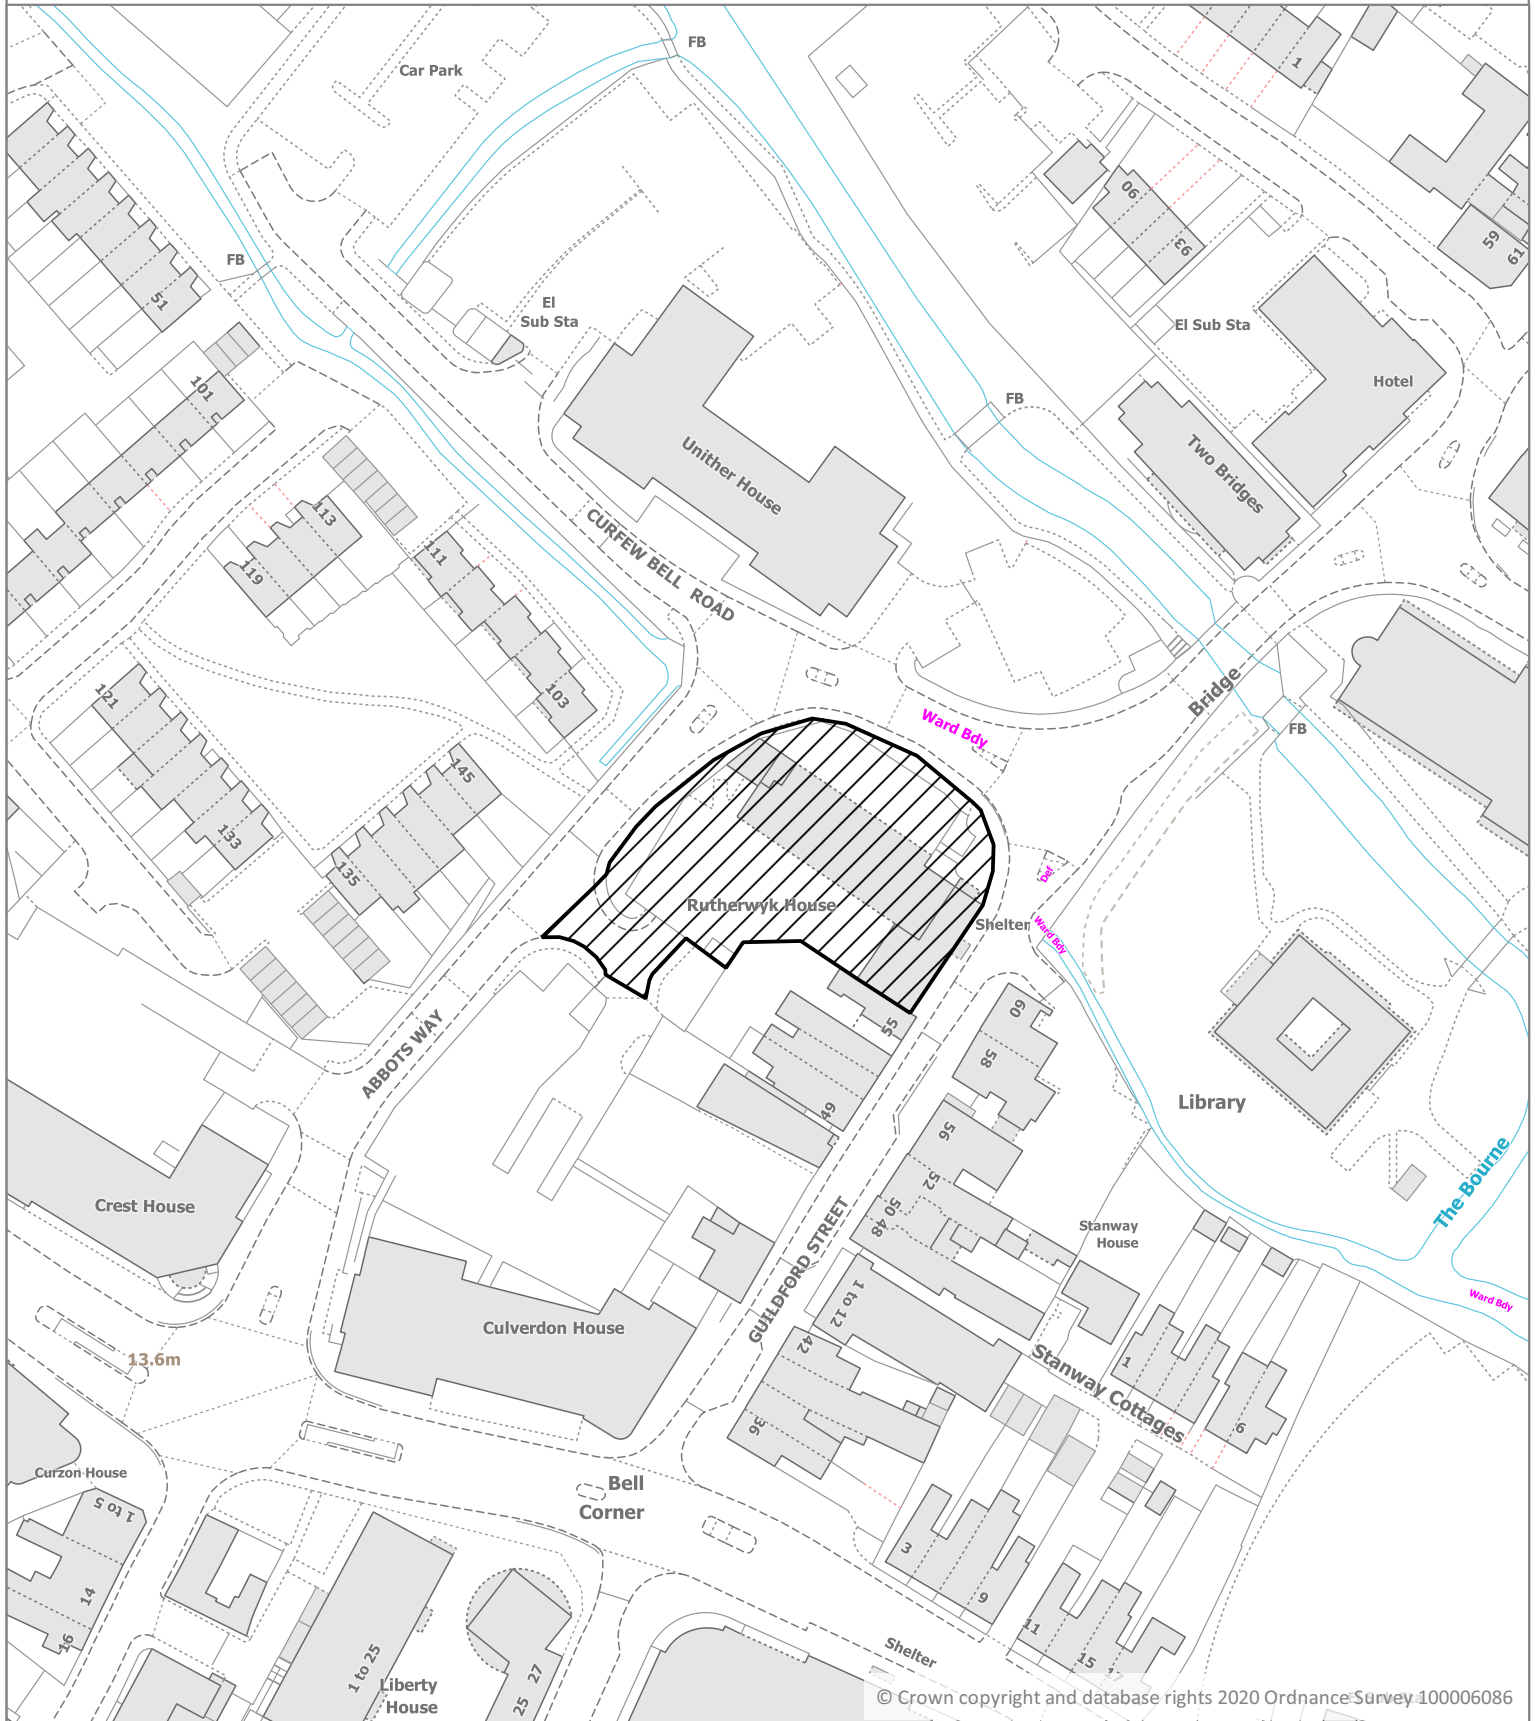 FB
Car Park
1
90
93
59
61
FB
51
El
Sub Sta
El Sub Sta
Hotel
101
FB
Unither House
Two Bridges
113
119
111
CURFEW BELL ROAD
103
121
133
145
135
Ward Bdy
Bridge
FB
Def
Rutherwyk House
Shelter
Ward Bdy
55
60
58
ABBOTS WAY
49
Library
56
52
50
48
The Bourne
Crest House
Stanway
House
GUILDFORD STREET
Ward Bdy
1 to 12
Culverdon House
42
13.6m
Stanway Cottages
1
6
36
Curzon House
Bell
Corner
1 to 5
14
16
3
9
11
15
17
Shelter
1 to 25
Liberty
House
27
25
© Crown copyright and database rights 2020 Ordnance Survey 100006086